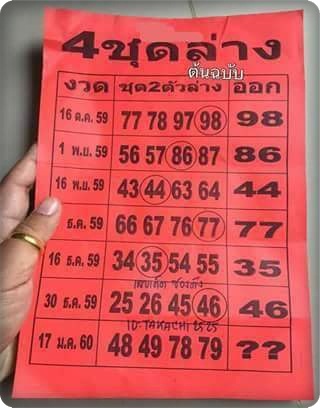 4ชุดล่าง
ต้นฉบับ
งวด ชุด2ตัวล่าง ออก
16 ต.ค. 59 77 78 97 98 98
1 พ.ย. 59 56 57 86 87 86
16 พ.ย. 59 43 44 63 64 44
ธ.ค. 59 66 67 76 77 77
16 ธ.ค. 59 34 35 54 55 35
30 ธ.ค. 59 25 26 45 46 46
ID-TAKACHI 2525
17 ม.ค. 60 48 49 78 79 ??